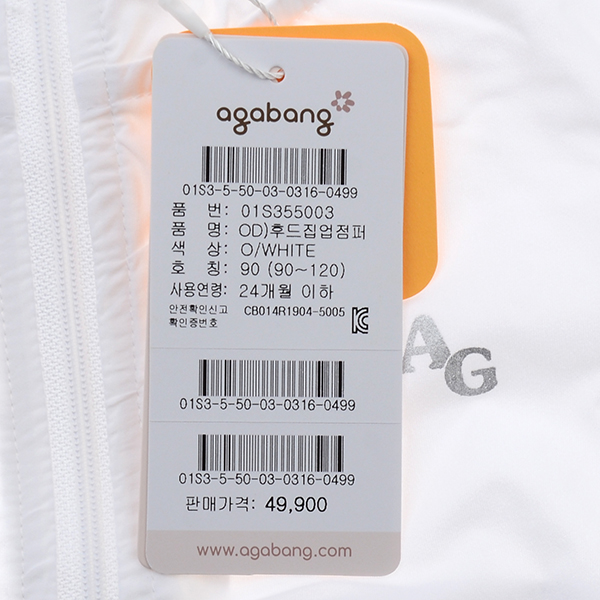 agabang
01S3-5-50-03-0316-0499
품 번: 01S355003
품 명: OD)후드집업점퍼
색 상: O/WHITE
호 칭: 90 (90~120)
사용연령: 24개월 이하
안전확인신고
확인증번호 CB014R1904-5005
01S3-5-50-03-0316-0499
01S3-5-50-03-0316-0499
판매가격: 49,900
www.agabang.com
AG